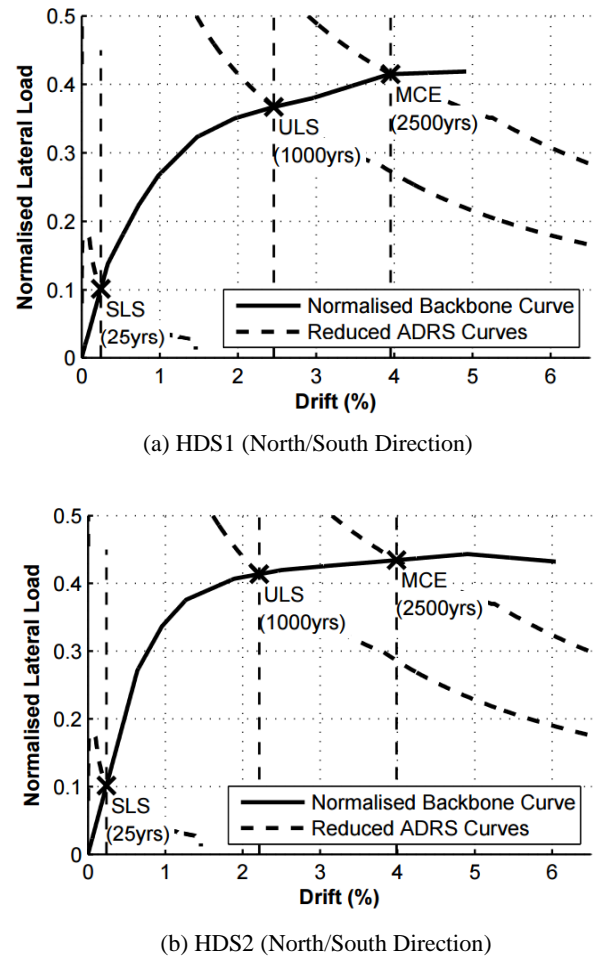 0.5
0.4
0.3
0.2
0.1
0
Normalised Lateral Load
ULS
(1000yrs)
MCE
(2500yrs)
SLS
(25yrs)
Normalised Backbone Curve
Reduced ADRS Curves
0 1 2 3 4 5 6
Drift (%)
(a) HDS1 (North/South Direction)
0.5
0.4
0.3
0.2
0.1
0
Normalised Lateral Load
ULS
(1000yrs)
MCE
(2500yrs)
SLS
(25yrs)
Normalised Backbone Curve
Reduced ADRS Curves
0 1 2 3 4 5 6
Drift (%)
(b) HDS2 (North/South Direction)